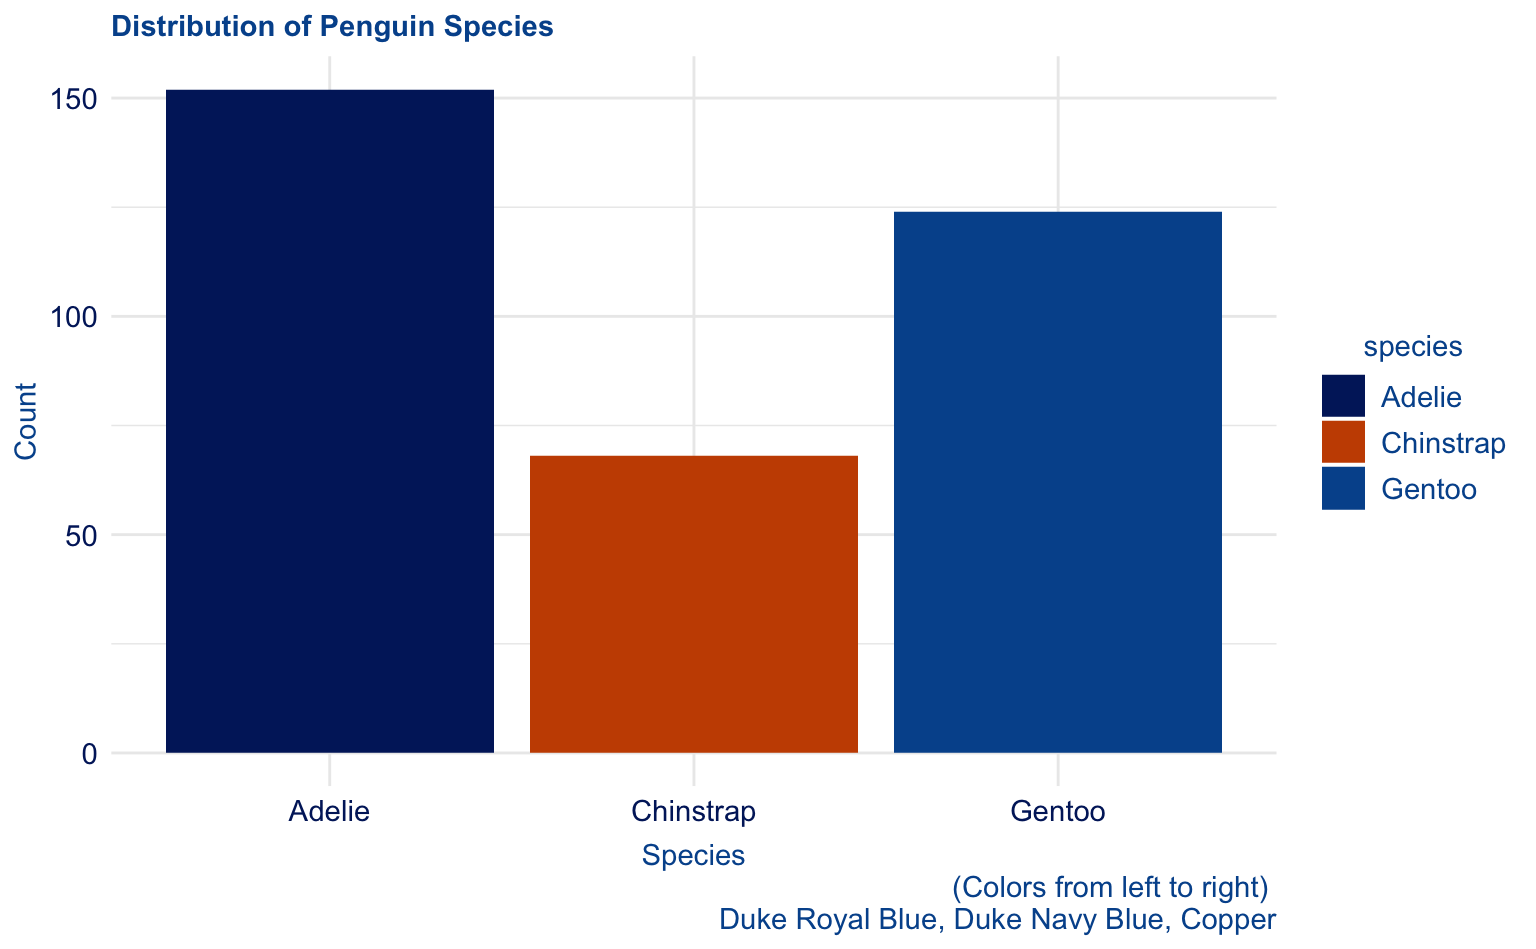 Distribution of Penguin Species
150
100
50
0
Count
Adelie
Chinstrap
Gentoo
Species
species
Adelie
Chinstrap
Gentoo
(Colors from left to right)
Duke Royal Blue, Duke Navy Blue, Copper